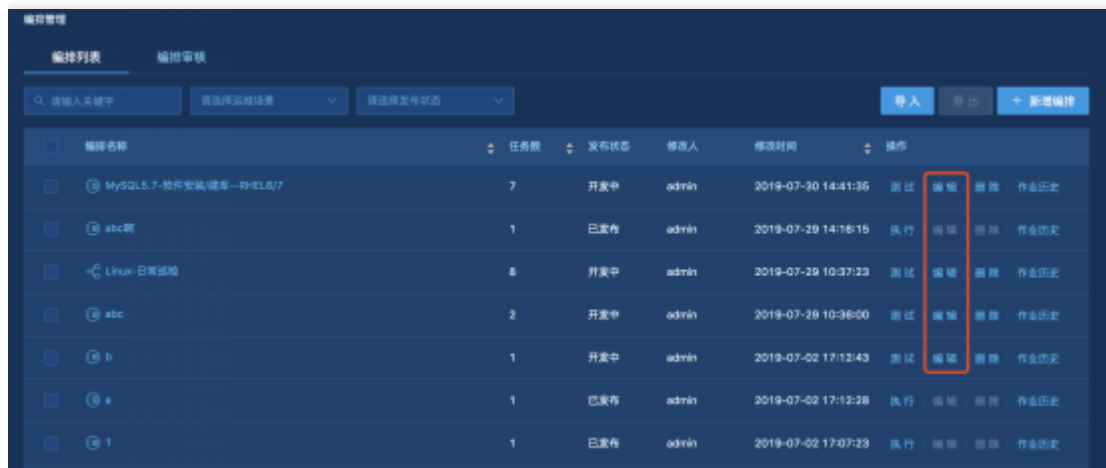 编排管理
编排列表 编排审核
请输入关键字 请选择运维场景 请选择发布状态 导入 导出 + 新增编排
编排名称 任务数 发布状态 修改人 修改时间 操作
MySQL5.7-软件安装/建库--RHEL6/7 7 开发中 admin 2019-07-30 14:41:35 测试 编辑 删除 作业历史
abc啊 1 已发布 admin 2019-07-29 14:16:15 执行 编辑 删除 作业历史
Linux-日常巡检 8 开发中 admin 2019-07-29 10:37:23 测试 编辑 删除 作业历史
abc 2 开发中 admin 2019-07-29 10:36:00 测试 编辑 删除 作业历史
b 1 开发中 admin 2019-07-02 17:12:43 测试 编辑 删除 作业历史
a 1 已发布 admin 2019-07-02 17:12:28 执行 编辑 删除 作业历史
1 1 已发布 admin 2019-07-02 17:07:23 执行 编辑 删除 作业历史